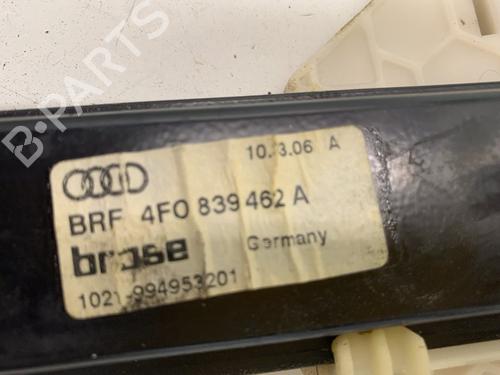 B-PARTS
10.3.06 A
BRF 4F0 839 462 A
brose Germany
1021-994953201